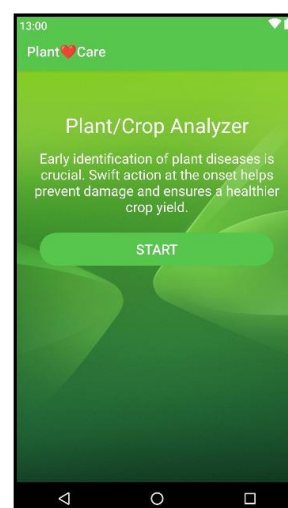 13:00
Plant❤️Care
Plant/Crop Analyzer
Early identification of plant diseases is
crucial. Swift action at the onset helps
prevent damage and ensures a healthier
crop yield.
START